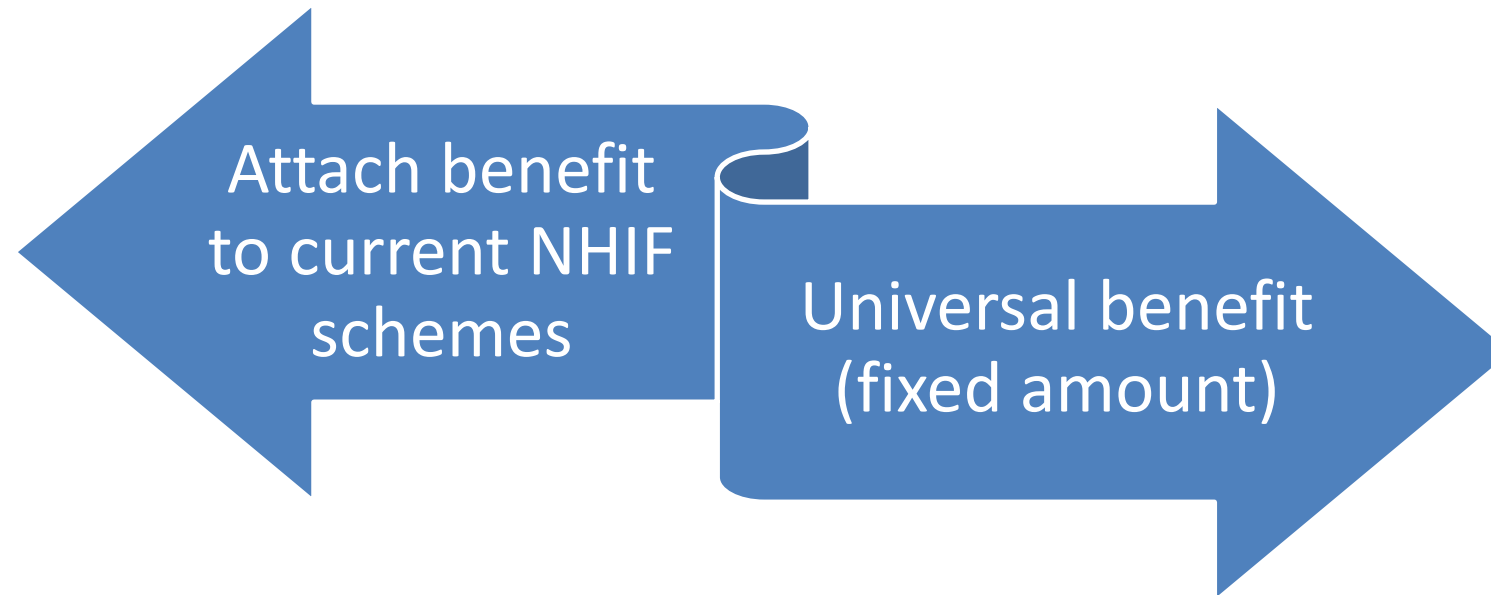 Attach benefit
to current NHIF
schemes
Universal benefit
(fixed amount)